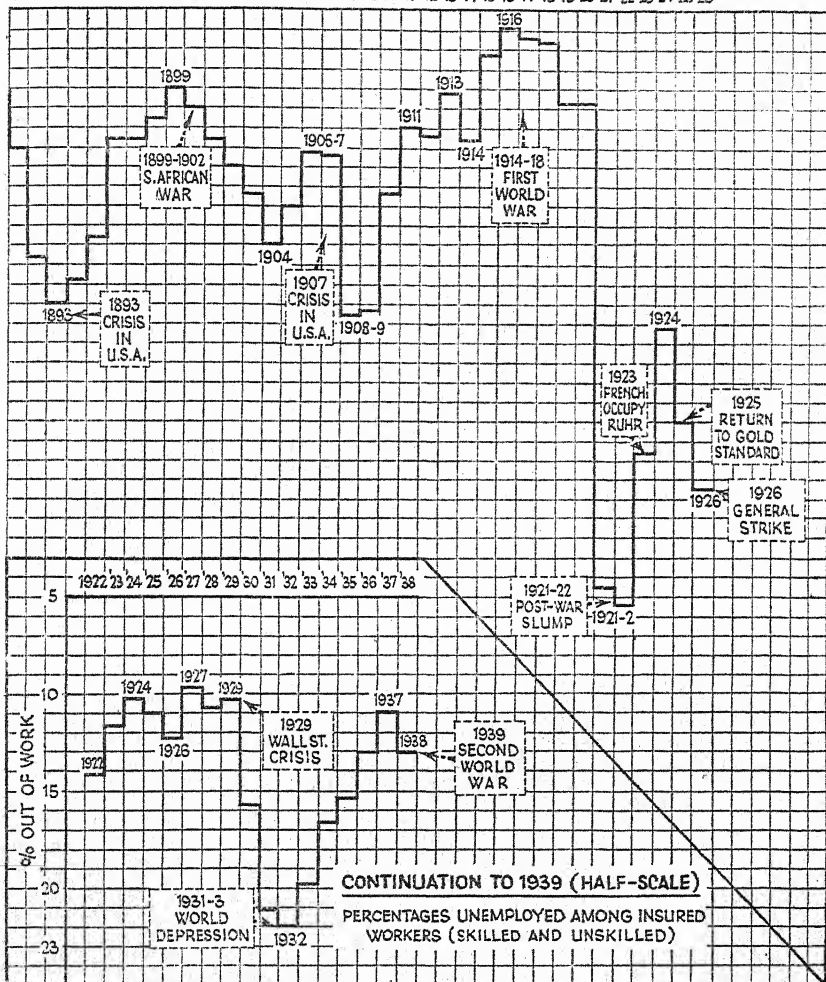 1916
1899
1913
1911
1906-7
1914
1899-1902
S. AFRICAN
WAR
1914-18
FIRST
WORLD
WAR
1904
1907
CRISIS
IN
U.S.A.
1893
1893
CRISIS
IN
U.S.A.
1908-9
1924
1923
FRENCH
OCCUPY
RUHR
1925
RETURN
TO GOLD
STANDARD
1926
1926
GENERAL
STRIKE
1922 '23 '24 '25 '26 '27 '28 '29 '30 '31 '32 '33 '34 '35 '36 '37 '38
5
1921-22
POST-WAR
SLUMP
1921-2
10
15
20
23
% OUT OF WORK
1922
1924
1926
1927
1929
1929
WALL ST.
CRISIS
1937
1938
1939
SECOND
WORLD
WAR
1931-3
WORLD
DEPRESSION
1932
CONTINUATION TO 1939 (HALF-SCALE)
PERCENTAGES UNEMPLOYED AMONG INSURED
WORKERS (SKILLED AND UNSKILLED)